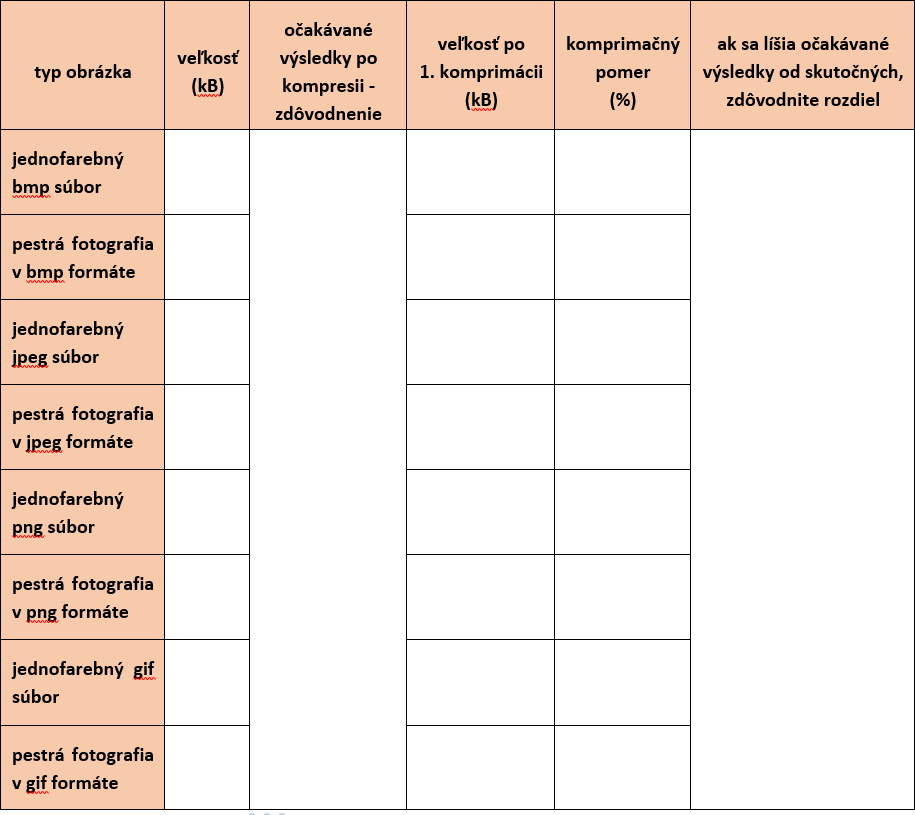 typ obrázka
veľkosť
(kB)
očakávané
výsledky po
kompresii -
zdôvodnenie
veľkosť po
1. komprimácii
(kB)
komprimačný
pomer
(%)
ak sa líšia očakávané
výsledky od skutočných,
zdôvodnite rozdiel
jednofarebný
bmp súbor
pestrá fotografia
v bmp formáte
jednofarebný
jpeg súbor
pestrá fotografia
v jpeg formáte
jednofarebný
png súbor
pestrá fotografia
v png formáte
jednofarebný gif
súbor
pestrá fotografia
v gif formáte